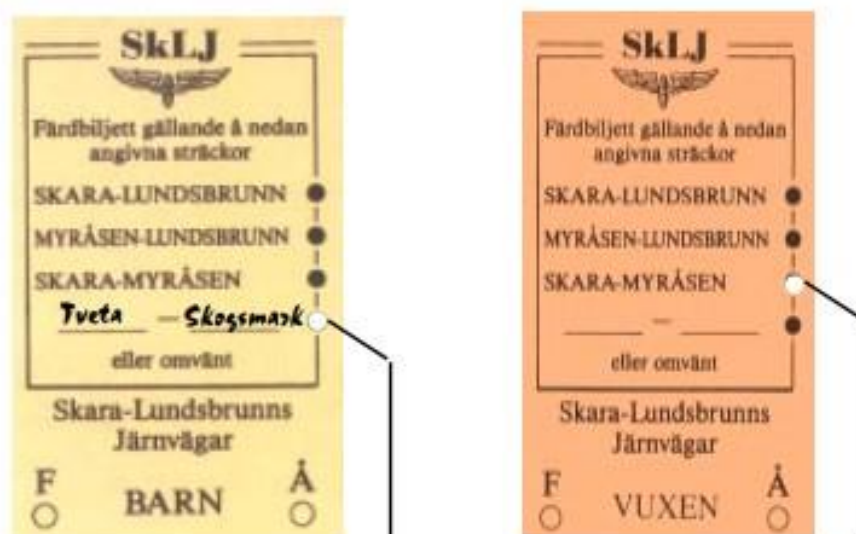 SkLJ
Färdbiljett gällande å nedan
angivna sträckor
SKARA-LUNDSBRUNN
MYRÅSEN-LUNDSBRUNN
SKARA-MYRÅSEN
Tveta — Skogsmark
eller omvänt
Skara-Lundsbrunns
Järnvägar
F BARN Å
SkLJ
Färdbiljett gällande å nedan
angivna sträckor
SKARA-LUNDSBRUNN
MYRÅSEN-LUNDSBRUNN
SKARA-MYRÅSEN
—
eller omvänt
Skara-Lundsbrunns
Järnvägar
F VUXEN Å